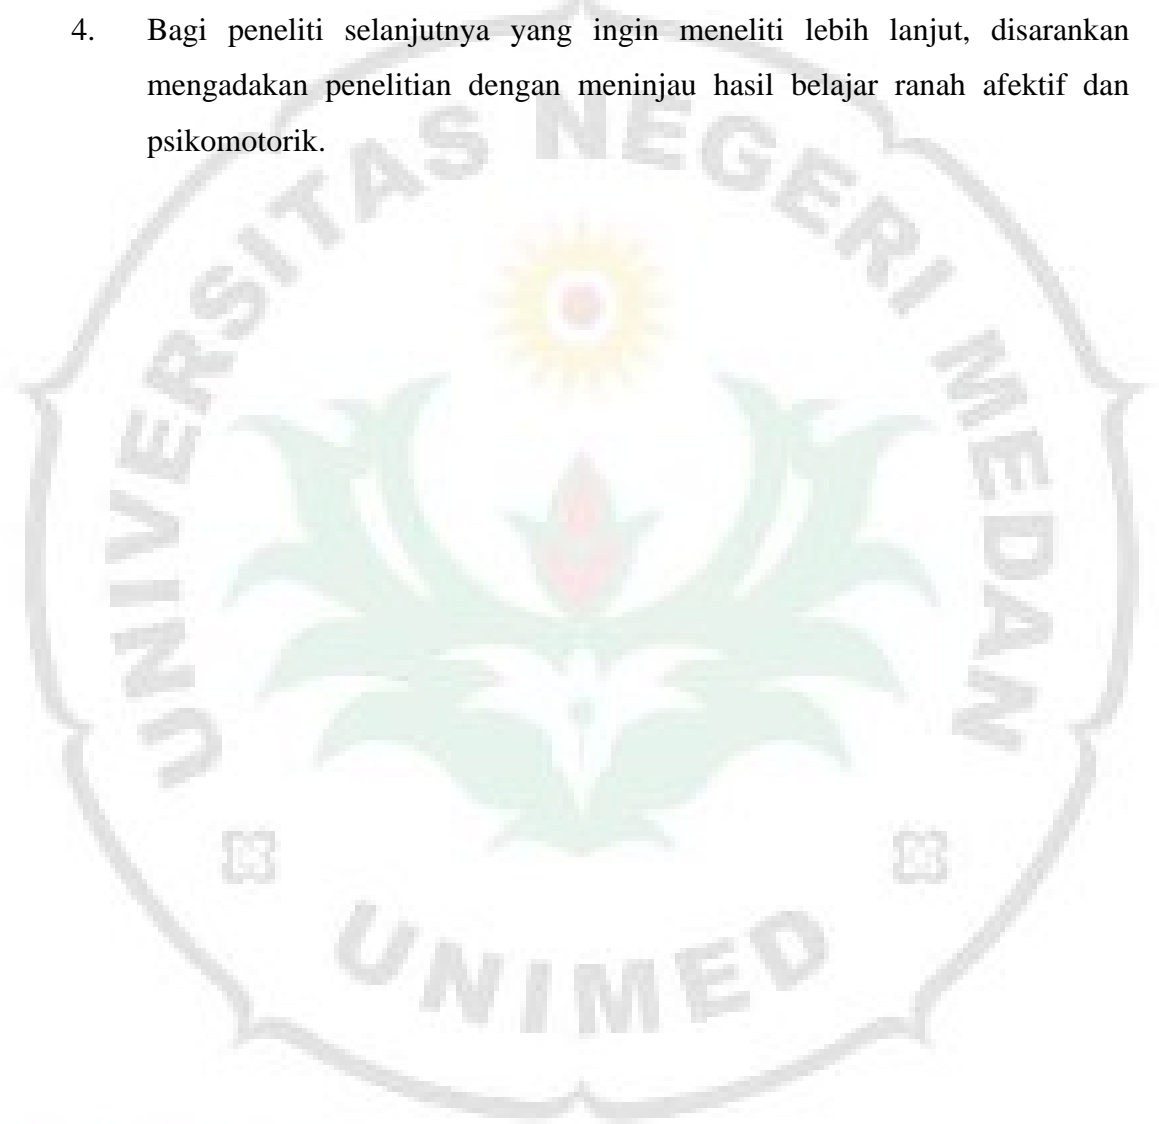 4. Bagi peneliti selanjutnya yang ingin meneliti lebih lanjut, disarankan
mengadakan penelitian dengan meninjau hasil belajar ranah afektif dan
psikomotorik.
UNIVERSITAS NEGERI MEDAN
UNIMED